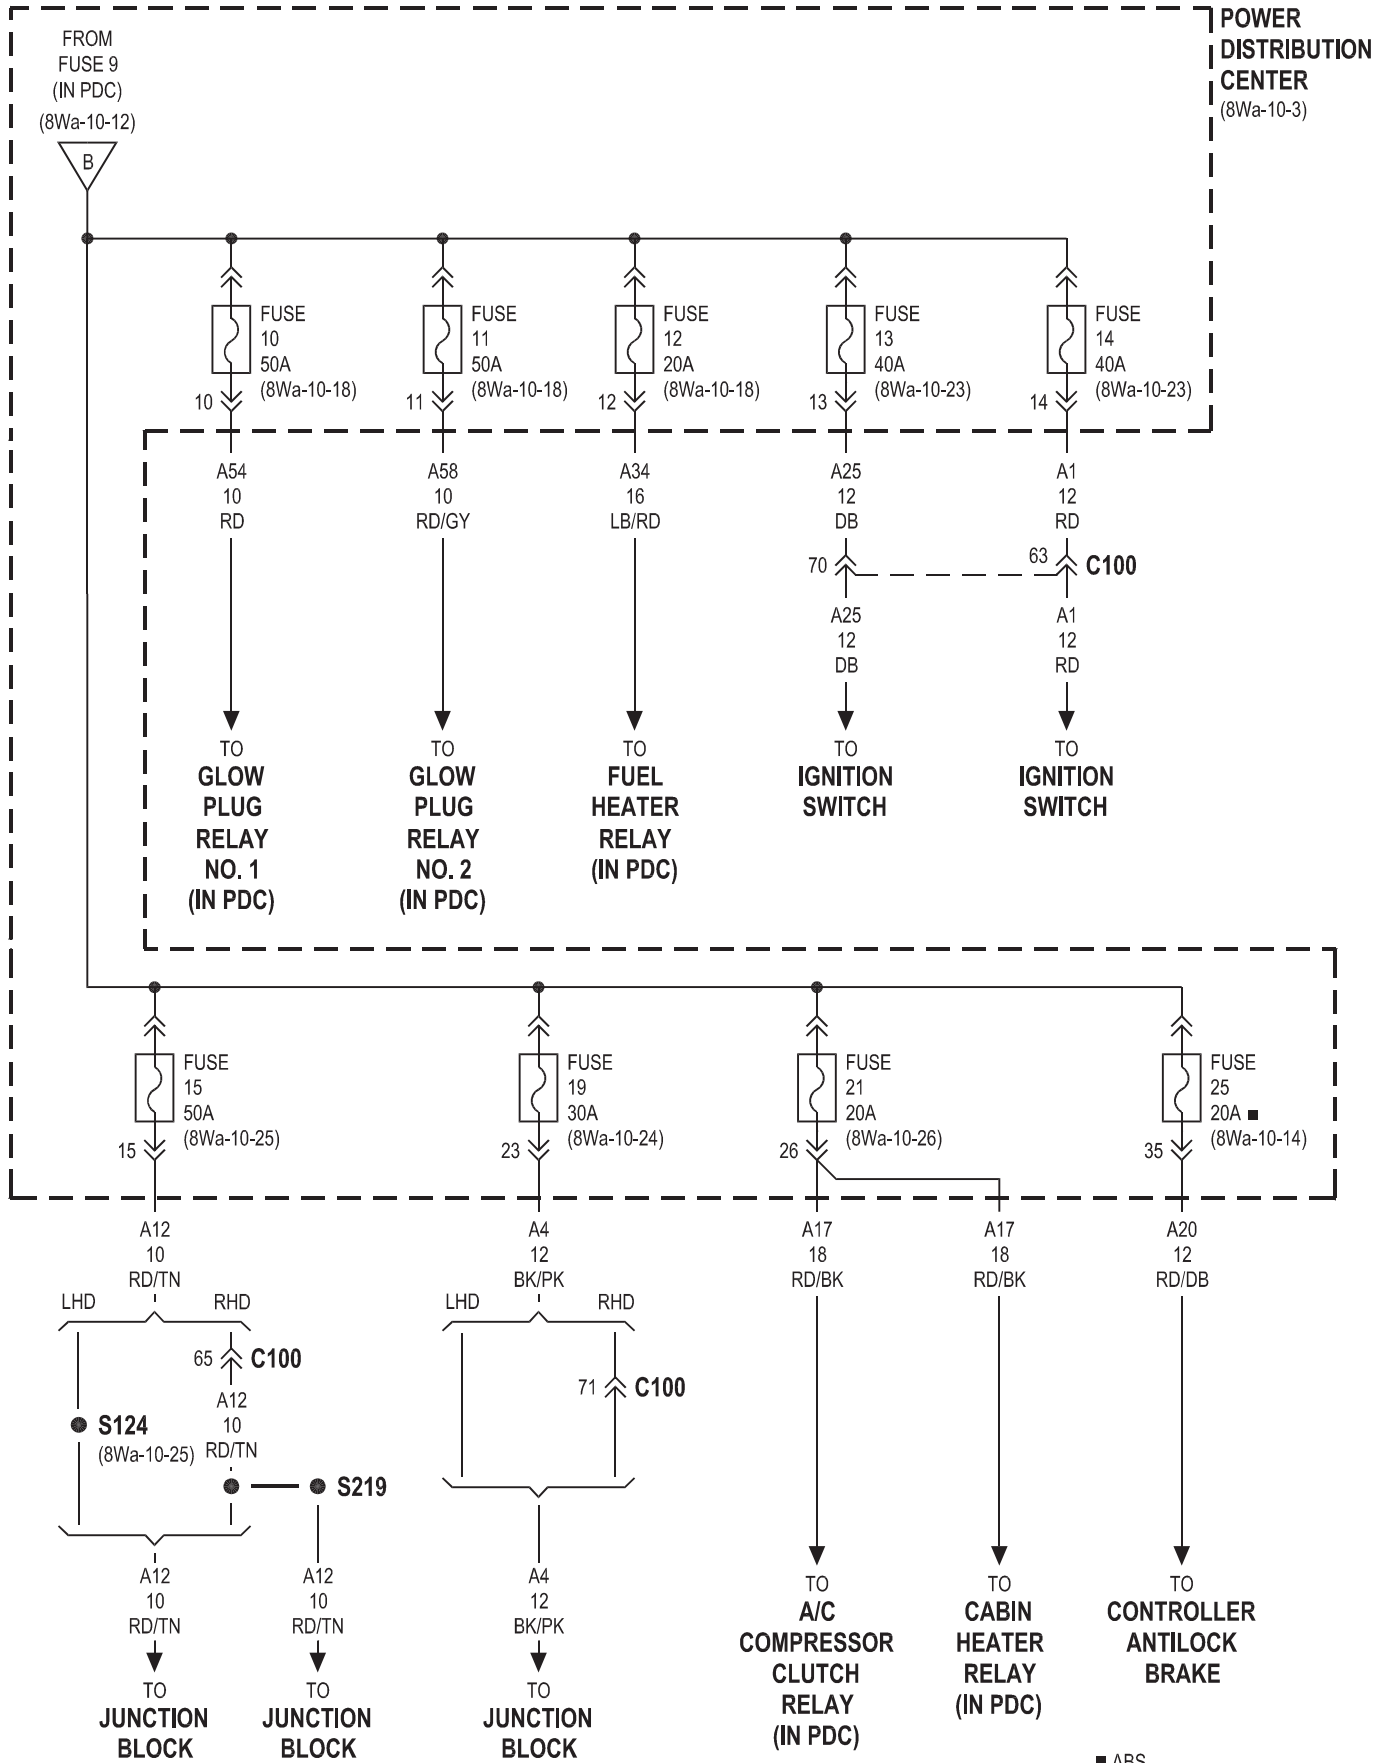 POWER
DISTRIBUTION
CENTER
(8Wa-10-3)
FROM
FUSE 9
(IN PDC)
(8Wa-10-12)
B
FUSE
10
50A
(8Wa-10-18)
10
FUSE
11
50A
(8Wa-10-18)
11
FUSE
12
20A
(8Wa-10-18)
12
FUSE
13
40A
(8Wa-10-23)
13
FUSE
14
40A
(8Wa-10-23)
14
A54
10
RD
A58
10
RD/GY
A34
16
LB/RD
A25
12
DB
A1
12
RD
70
63
C100
A25
12
DB
A1
12
RD
TO
GLOW
PLUG
RELAY
NO. 1
(IN PDC)
TO
GLOW
PLUG
RELAY
NO. 2
(IN PDC)
TO
FUEL
HEATER
RELAY
(IN PDC)
TO
IGNITION
SWITCH
TO
IGNITION
SWITCH
FUSE
15
50A
(8Wa-10-25)
15
FUSE
19
30A
(8Wa-10-24)
23
FUSE
21
20A
(8Wa-10-26)
26
FUSE
25
20A ■
(8Wa-10-14)
35
A12
10
RD/TN
A4
12
BK/PK
A17
18
RD/BK
A17
18
RD/BK
A20
12
RD/DB
LHD
RHD
65
C100
A12
10
RD/TN
S124
(8Wa-10-25)
S219
LHD
RHD
71
C100
A12
10
RD/TN
A12
10
RD/TN
A4
12
BK/PK
TO
JUNCTION
BLOCK
TO
JUNCTION
BLOCK
TO
JUNCTION
BLOCK
TO
A/C
COMPRESSOR
CLUTCH
RELAY
(IN PDC)
TO
CABIN
HEATER
RELAY
(IN PDC)
TO
CONTROLLER
ANTILOCK
BRAKE
■ ABS